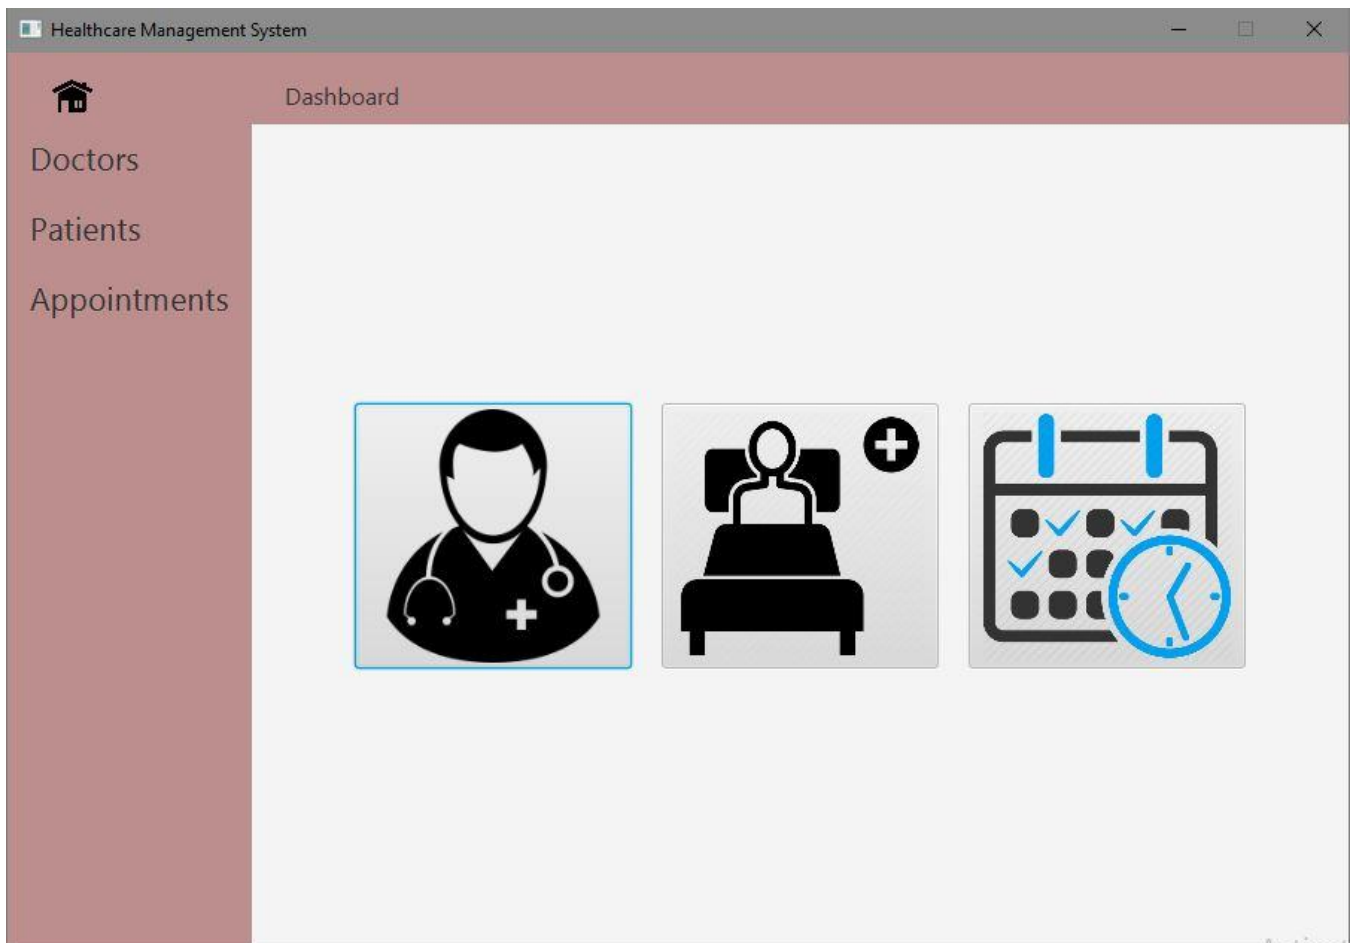 Healthcare Management System
Dashboard
Doctors
Patients
Appointments